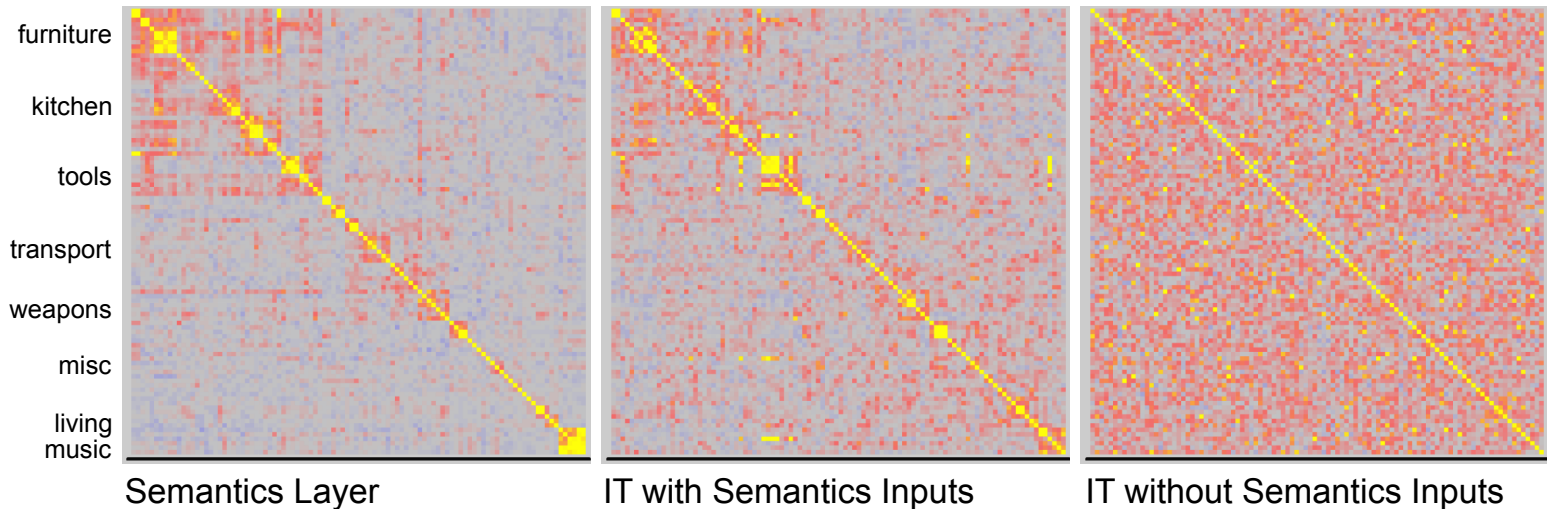 furniture
kitchen
tools
transport
weapons
misc
living
music
Semantics Layer
IT with Semantics Inputs
IT without Semantics Inputs